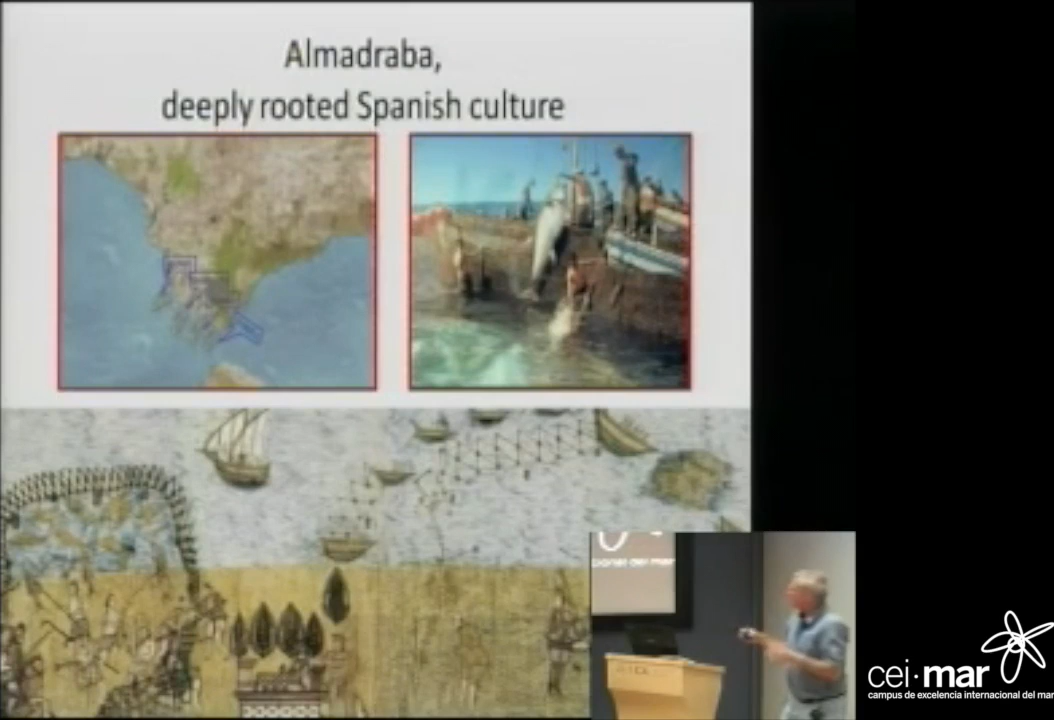 Almadraba,
deeply rooted Spanish culture
cei·mar
campus de excelencia internacional del mar